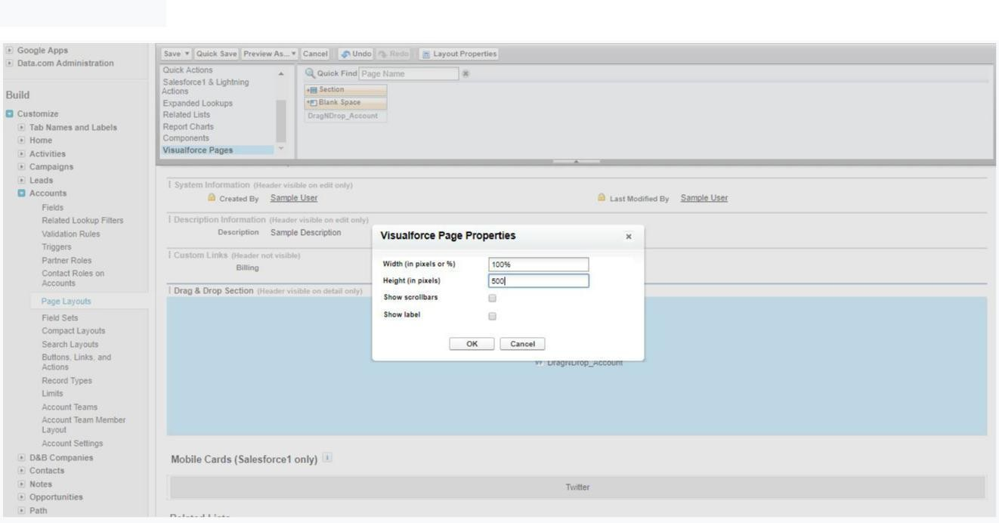 Google Apps
Data.com Administration
Build
Customize
Tab Names and Labels
Home
Activities
Campaigns
Leads
Accounts
Fields
Related Lookup Filters
Validation Rules
Triggers
Partner Roles
Contact Roles on
Accounts
Page Layouts
Field Sets
Compact Layouts
Search Layouts
Buttons, Links, and
Actions
Record Types
Limits
Account Teams
Account Team Member
Layout
Account Settings
D&B Companies
Contacts
Notes
Opportunities
Path
Save Quick Save Preview As... Cancel Undo Redo Layout Properties
Quick Actions
Salesforce1 & Lightning
Actions
Expanded Lookups
Related Lists
Report Charts
Components
Visualforce Pages
Quick Find Page Name
Section
Blank Space
DragNDrop_Account
System Information (Header visible on edit only)
Created By Sample User Last Modified By Sample User
Description Information (Header visible on edit only)
Description Sample Description
Custom Links (Header not visible)
Billing
Drag & Drop Section (Header visible on detail only)
Visualforce Page Properties
Width (in pixels or %) 100%
Height (in pixels) 500
Show scrollbars
Show label
OK Cancel
DragNDrop_Account
Mobile Cards (Salesforce1 only) i
Twitter
Related Lists